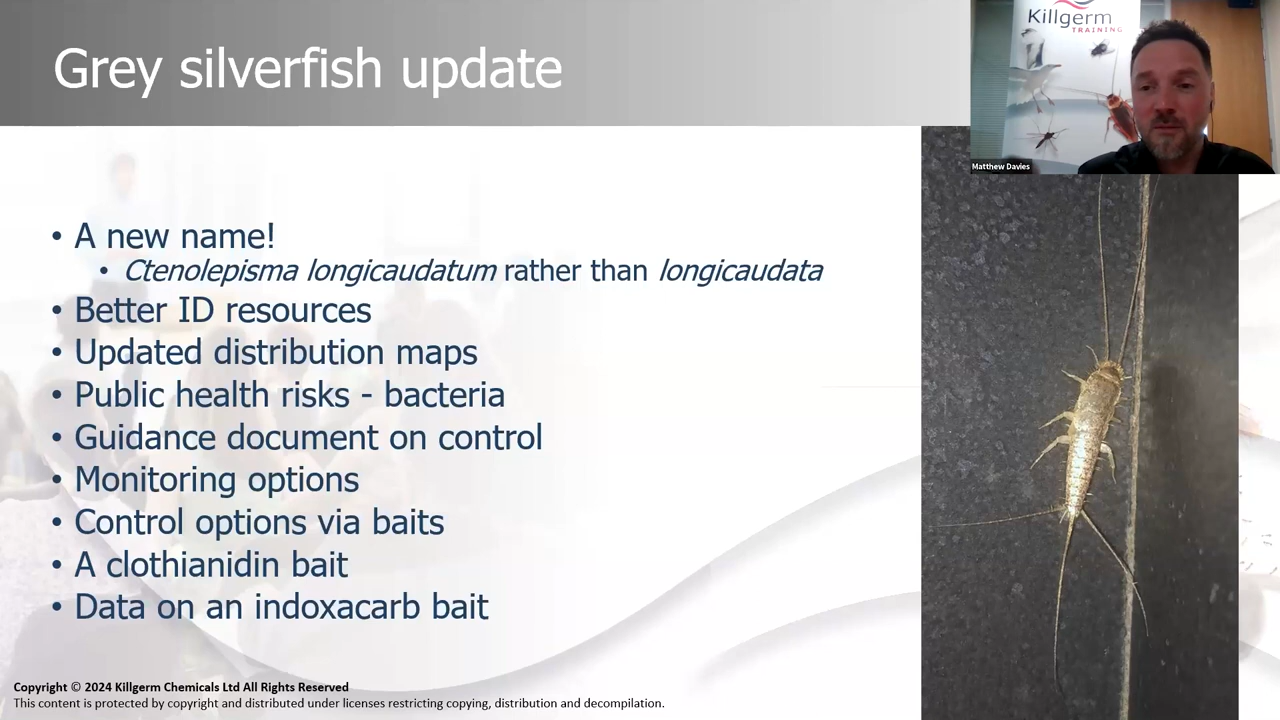 Grey silverfish update
Killgerm
TRAINING
Matthew Davies
• A new name!
• Ctenolepisma longicaudatum rather than longicaudata
• Better ID resources
• Updated distribution maps
• Public health risks - bacteria
• Guidance document on control
• Monitoring options
• Control options via baits
• A clothianidin bait
• Data on an indoxacarb bait
Copyright © 2024 Killgerm Chemicals Ltd All Rights Reserved
This content is protected by copyright and distributed under licenses restricting copying, distribution and decompilation.